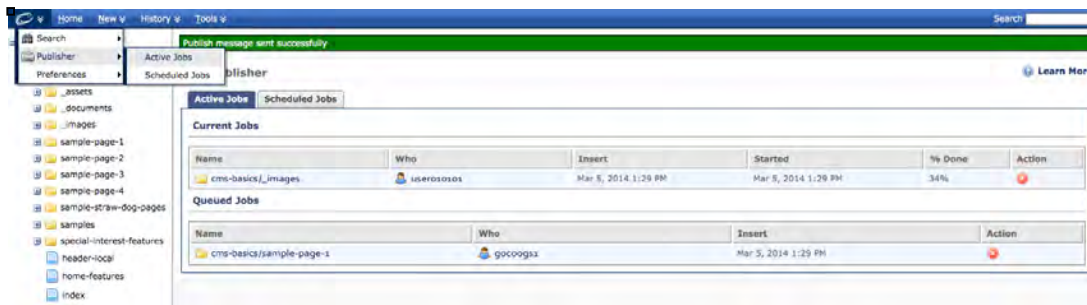 Home New History Tools Search
Search
Publisher
Preferences
Active Jobs
Scheduled Jobs
Publish message sent successfully
blisher
Learn Mor
Active Jobs Scheduled Jobs
Current Jobs
Name Who Insert Started % Done Action
cms-basics/_images userosos Mar 5, 2014 1:29 PM Mar 5, 2014 1:29 PM 34%
Queued Jobs
Name Who Insert Action
cms-basics/sample-page-1 gocoogs1 Mar 5, 2014 1:29 PM
_assets
_documents
_images
sample-page-1
sample-page-2
sample-page-3
sample-page-4
sample-straw-dog-pages
samples
special-interest-features
header-local
home-features
index